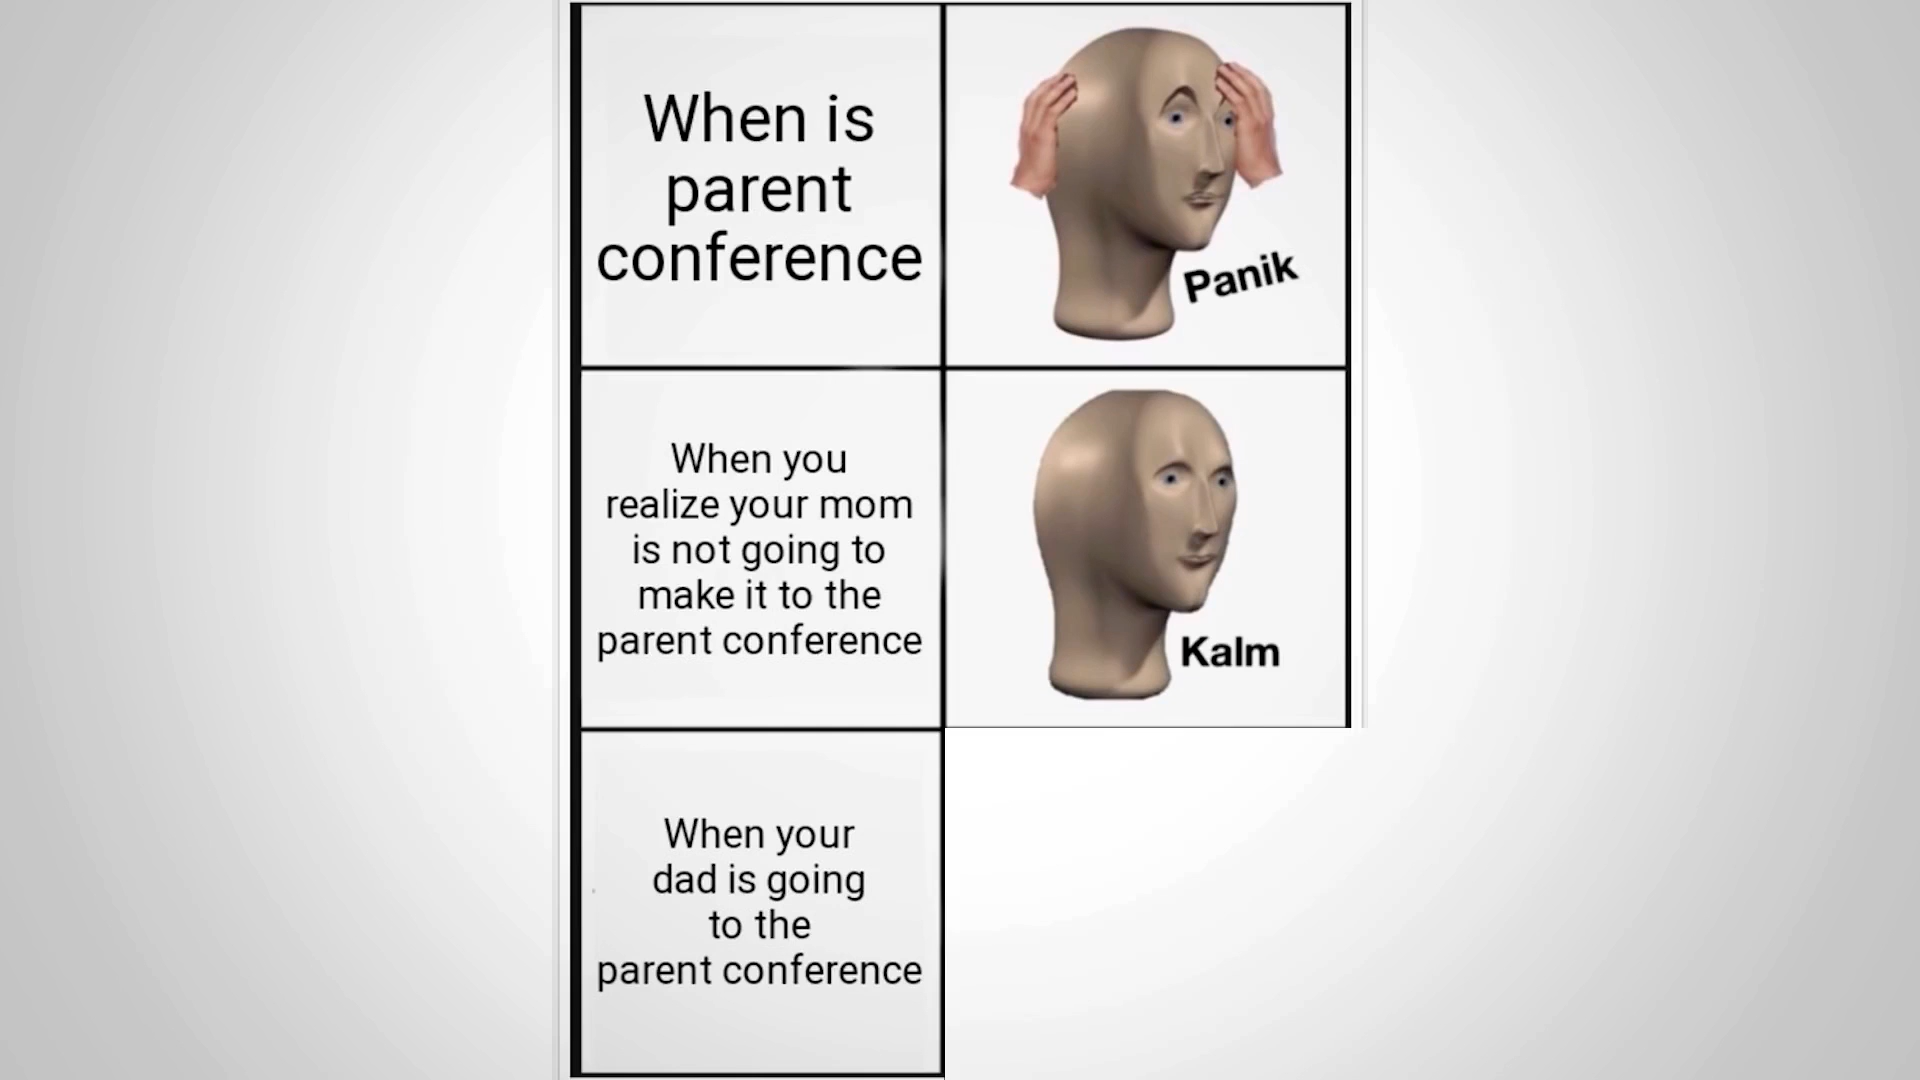 When is
parent
conference
Panik
When you
realize your mom
is not going to
make it to the
parent conference
Kalm
When your
dad is going
to the
parent conference